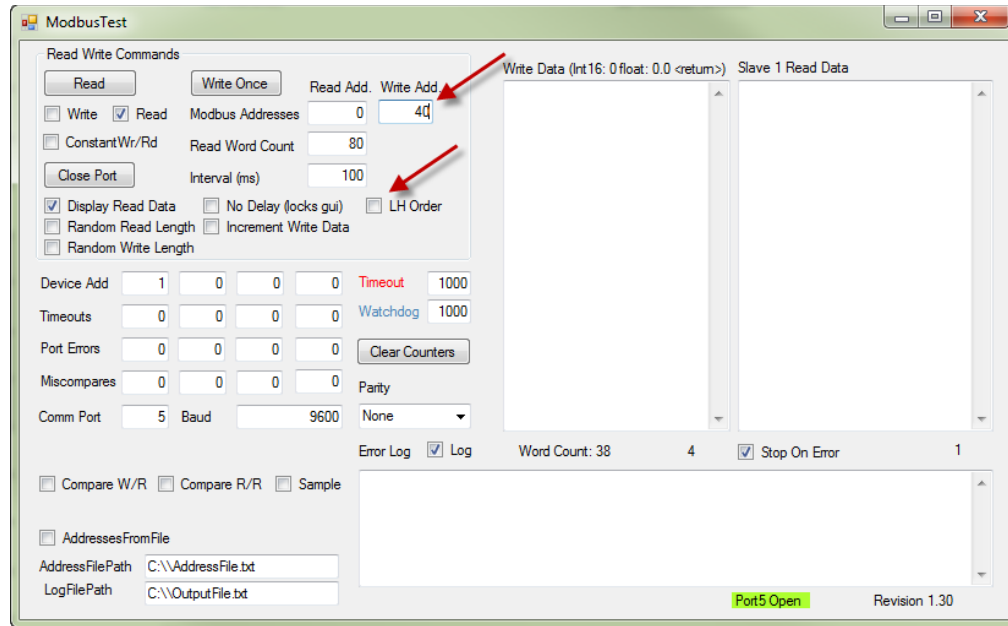 ModbusTest
Read Write Commands
Read Write Once Read Add. Write Add.
Write Read Modbus Addresses 0 40
ConstantWr/Rd Read Word Count 80
Close Port Interval (ms) 100
Display Read Data No Delay (locks gui) LH Order
Random Read Length Increment Write Data
Random Write Length
Device Add 1 0 0 0 Timeout 1000
Timeouts 0 0 0 0 Watchdog 1000
Port Errors 0 0 0 0 Clear Counters
Miscompares 0 0 0 0 Parity
Comm Port 5 Baud 9600 None
Write Data (Int16: 0 float: 0.0 <return>) Slave 1 Read Data
Error Log Log Word Count: 38 4 Stop On Error 1
Compare W/R Compare R/R Sample
AddressesFromFile
AddressFilePath C:\\AddressFile.txt
LogFilePath C:\\OutputFile.txt
Port5 Open Revision 1.30